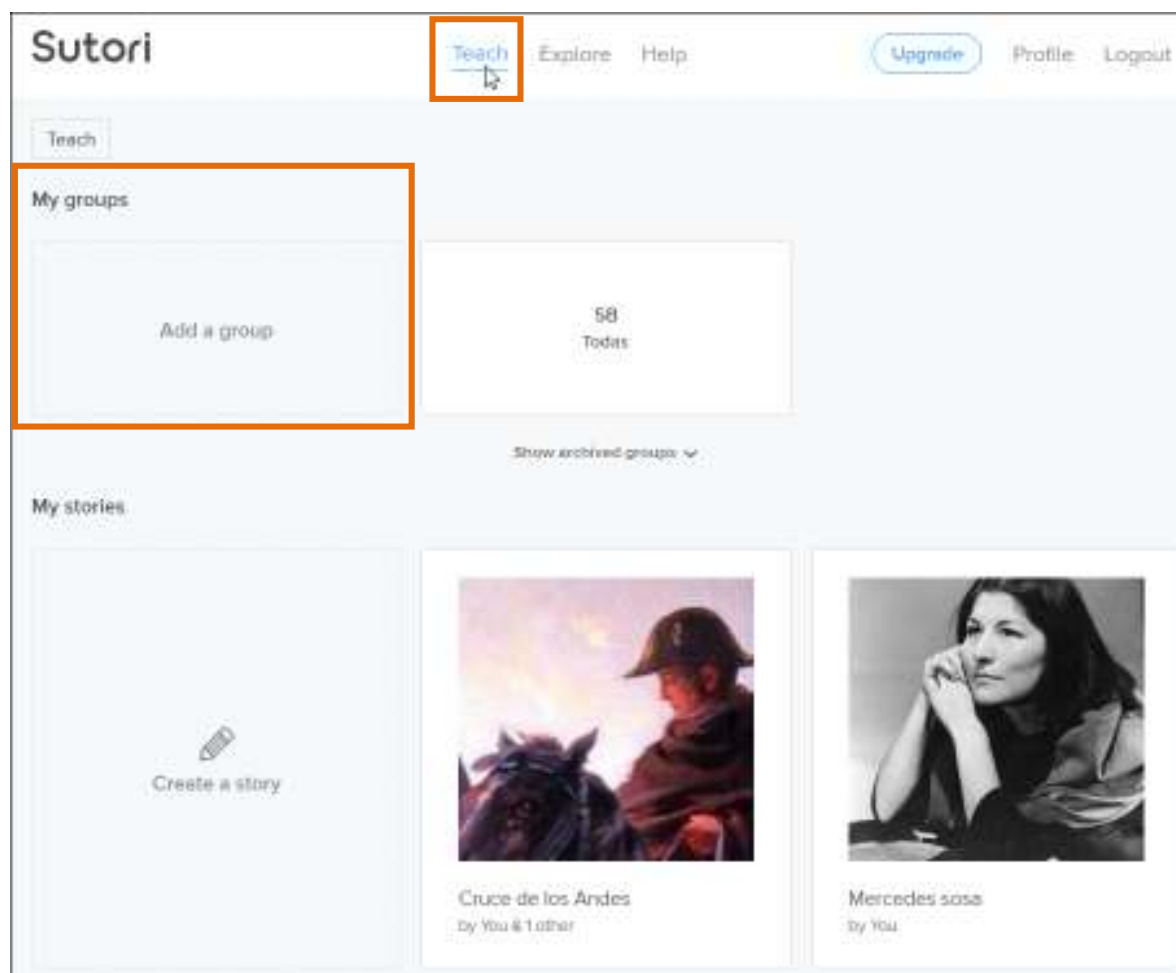 Sutori
Teach Explore Help Upgrade Profile Logout
Teach
My groups
Add a group
58
Todas
Show archived groups
My stories
Create a story
Cruce de los Andes
by You & 1 other
Mercedes sosa
by You